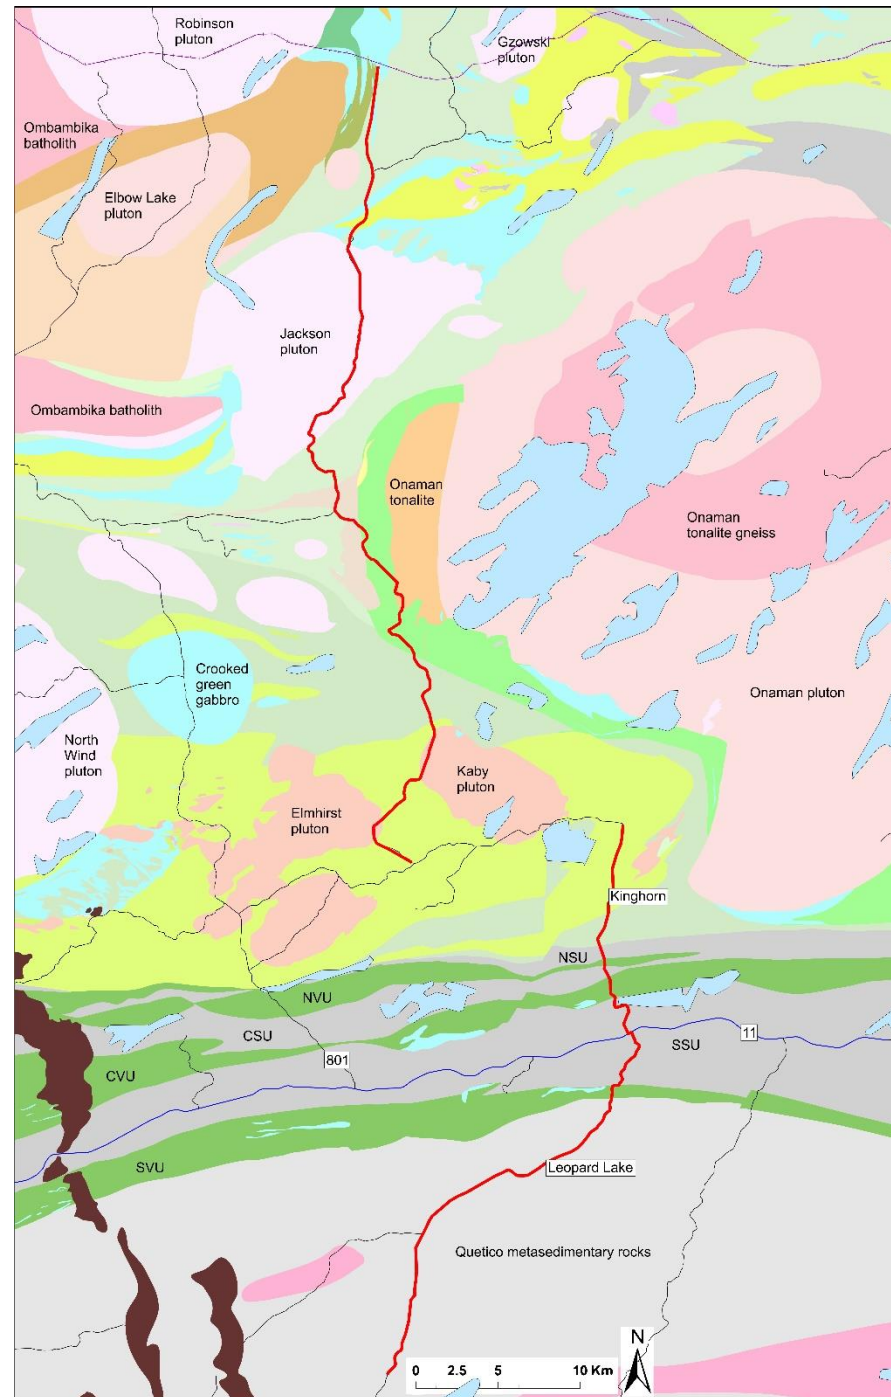 Robinson
pluton
Gzowski
pluton
Ombambika
batholith
Elbow Lake
pluton
Jackson
pluton
Ombambika batholith
Onaman
tonalite
Onaman
tonalite gneiss
Crooked
green
gabbro
Onaman pluton
North
Wind
pluton
Kaby
pluton
Elmhirst
pluton
Kinghorn
NSU
NVU
CSU
SSU
11
801
CVU
SVU
Leopard Lake
Quetico metasedimentary rocks
N
0 2.5 5 10 Km